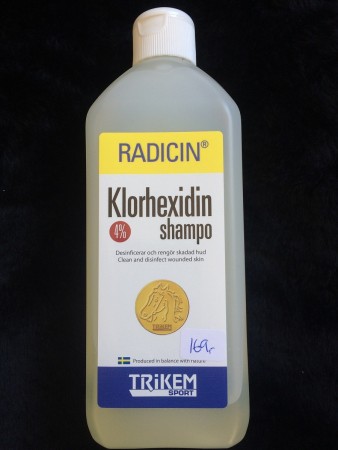 RADICIN®
Klorhexidin
4% shampo
Desinficerar och rengör skadad hud
Clean and disinfect wounded skin
TRIKEM
169,-
Produced in balance with nature
TRiKEM
SPORT